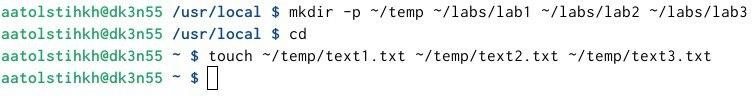 aatolstihkh@dk3n55 /usr/local $ mkdir -p ~/temp ~/labs/lab1 ~/labs/lab2 ~/labs/lab3
aatolstihkh@dk3n55 /usr/local $ cd
aatolstihkh@dk3n55 ~ $ touch ~/temp/text1.txt ~/temp/text2.txt ~/temp/text3.txt
aatolstihkh@dk3n55 ~ $